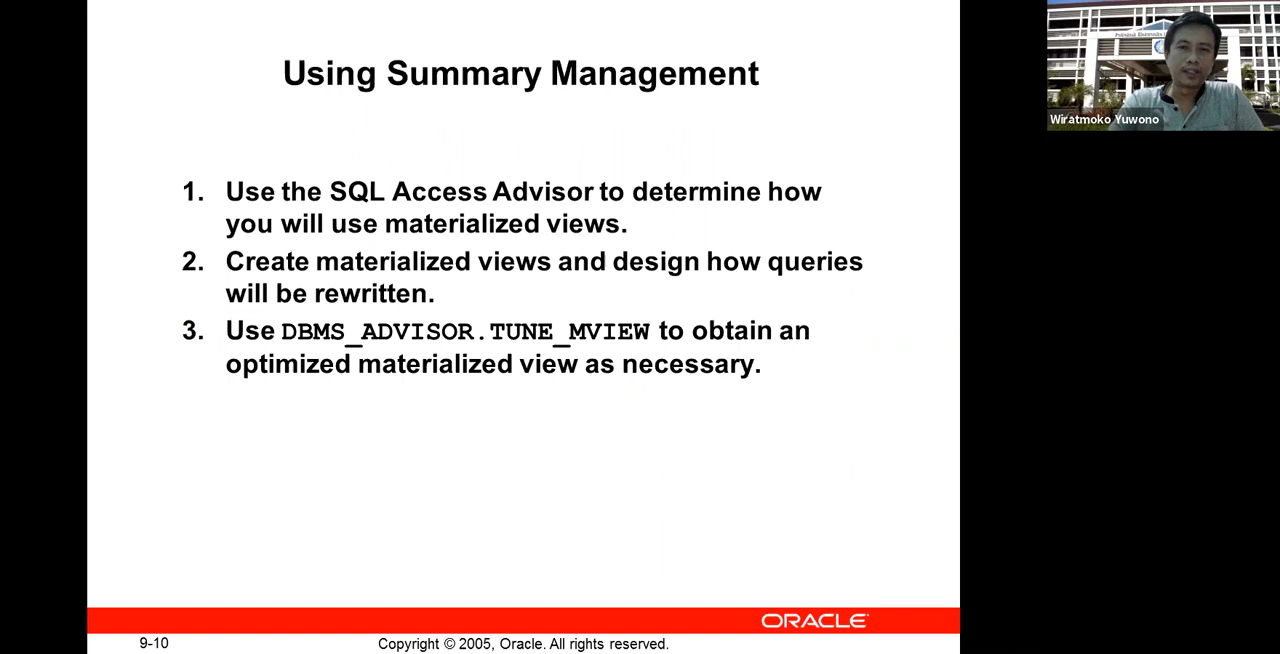 Using Summary Management
Wiratmoko Yuwono
1. Use the SQL Access Advisor to determine how
you will use materialized views.
2. Create materialized views and design how queries
will be rewritten.
3. Use DBMS_ADVISOR.TUNE_MVIEW to obtain an
optimized materialized view as necessary.
ORACLE
9-10
Copyright © 2005, Oracle. All rights reserved.